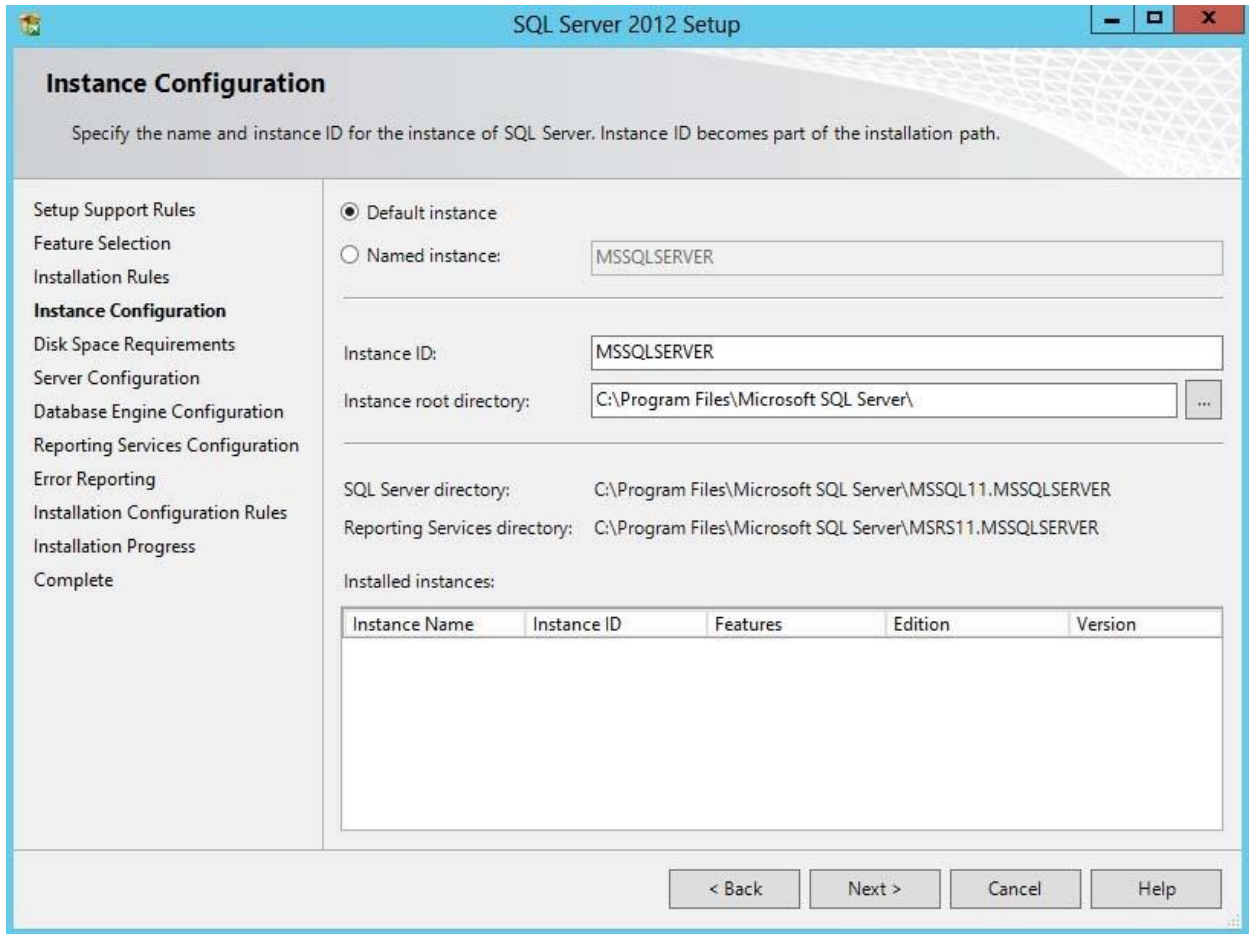 SQL Server 2012 Setup
Instance Configuration
Specify the name and instance ID for the instance of SQL Server. Instance ID becomes part of the installation path.
Setup Support Rules
Feature Selection
Installation Rules
Instance Configuration
Disk Space Requirements
Server Configuration
Database Engine Configuration
Reporting Services Configuration
Error Reporting
Installation Configuration Rules
Installation Progress
Complete
Default instance
Named instance: MSSQLSERVER
Instance ID: MSSQLSERVER
Instance root directory: C:\Program Files\Microsoft SQL Server\ ...
SQL Server directory: C:\Program Files\Microsoft SQL Server\MSSQL11.MSSQLSERVER
Reporting Services directory: C:\Program Files\Microsoft SQL Server\MSRS11.MSSQLSERVER
Installed instances:
Instance Name Instance ID Features Edition Version
< Back Next > Cancel Help